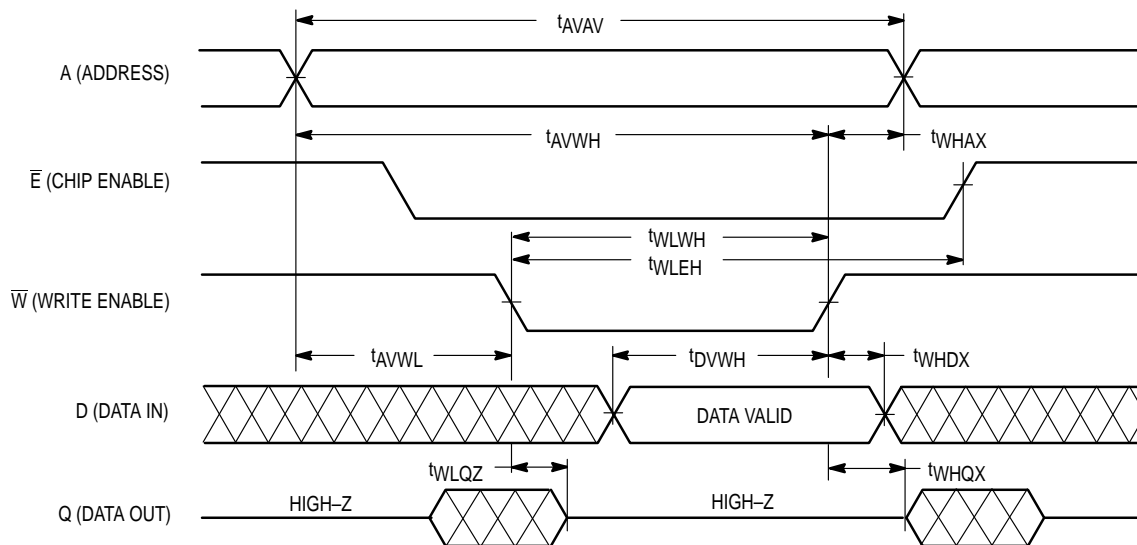 tAVAV
A (ADDRESS)
tAVWH
tWHAX
E̅ (CHIP ENABLE)
tWLWH
tWLEH
W̅ (WRITE ENABLE)
tAVWL
tDVWH
tWHDX
D (DATA IN)
DATA VALID
tWLQZ
tWHQX
Q (DATA OUT)
HIGH–Z
HIGH–Z